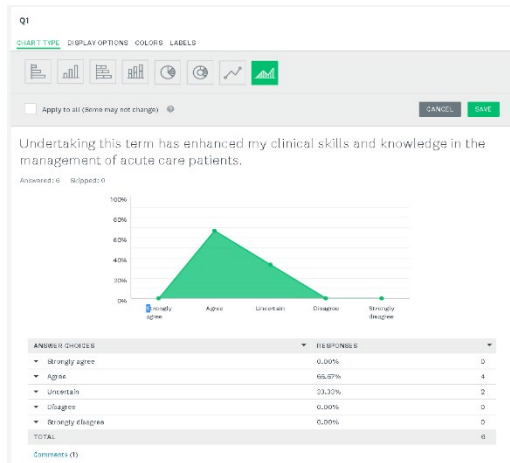 Q1
CHART TYPE DISPLAY OPTIONS COLORS LABELS
Apply to all (Some may not change)
CANCEL SAVE
Undertaking this term has enhanced my clinical skills and knowledge in the
management of acute care patients.
Answered: 6 Skipped: 0
100%
80%
60%
40%
20%
0%
Strongly agree Agree Uncertain Disagree Strongly disagree
ANSWER CHOICES RESPONSES
Strongly agree 0.00% 0
Agree 66.67% 4
Uncertain 33.33% 2
Disagree 0.00% 0
Strongly disagree 0.00% 0
TOTAL 6
Comments (1)